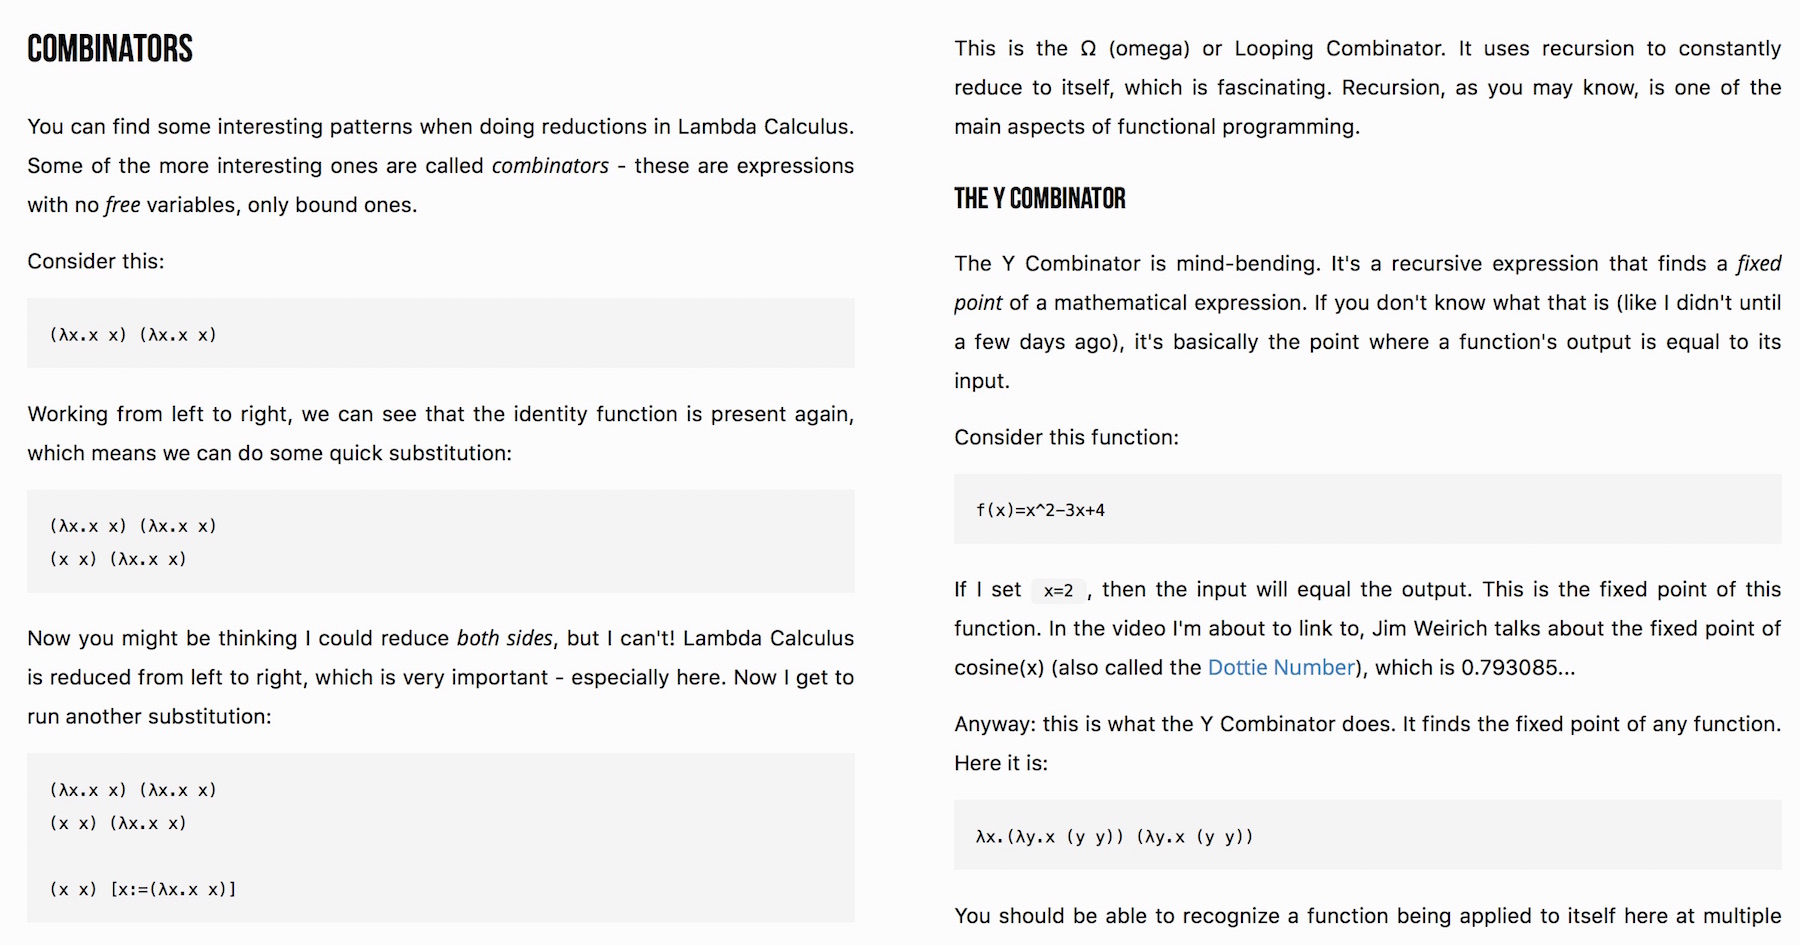 COMBINATORS
You can find some interesting patterns when doing reductions in Lambda Calculus.
Some of the more interesting ones are called combinators - these are expressions
with no free variables, only bound ones.
Consider this:
(λx.x x) (λx.x x)
Working from left to right, we can see that the identity function is present again,
which means we can do some quick substitution:
(λx.x x) (λx.x x)
(x x) (λx.x x)
Now you might be thinking I could reduce both sides, but I can't! Lambda Calculus
is reduced from left to right, which is very important - especially here. Now I get to
run another substitution:
(λx.x x) (λx.x x)
(x x) (λx.x x)
(x x) [x:=(λx.x x)]
This is the Ω (omega) or Looping Combinator. It uses recursion to constantly
reduce to itself, which is fascinating. Recursion, as you may know, is one of the
main aspects of functional programming.
THE Y COMBINATOR
The Y Combinator is mind-bending. It's a recursive expression that finds a fixed
point of a mathematical expression. If you don't know what that is (like I didn't until
a few days ago), it's basically the point where a function's output is equal to its
input.
Consider this function:
f(x)=x^2-3x+4
If I set x=2 , then the input will equal the output. This is the fixed point of this
function. In the video I'm about to link to, Jim Weirich talks about the fixed point of
cosine(x) (also called the Dottie Number), which is 0.793085...
Anyway: this is what the Y Combinator does. It finds the fixed point of any function.
Here it is:
λx.(λy.x (y y)) (λy.x (y y))
You should be able to recognize a function being applied to itself here at multiple